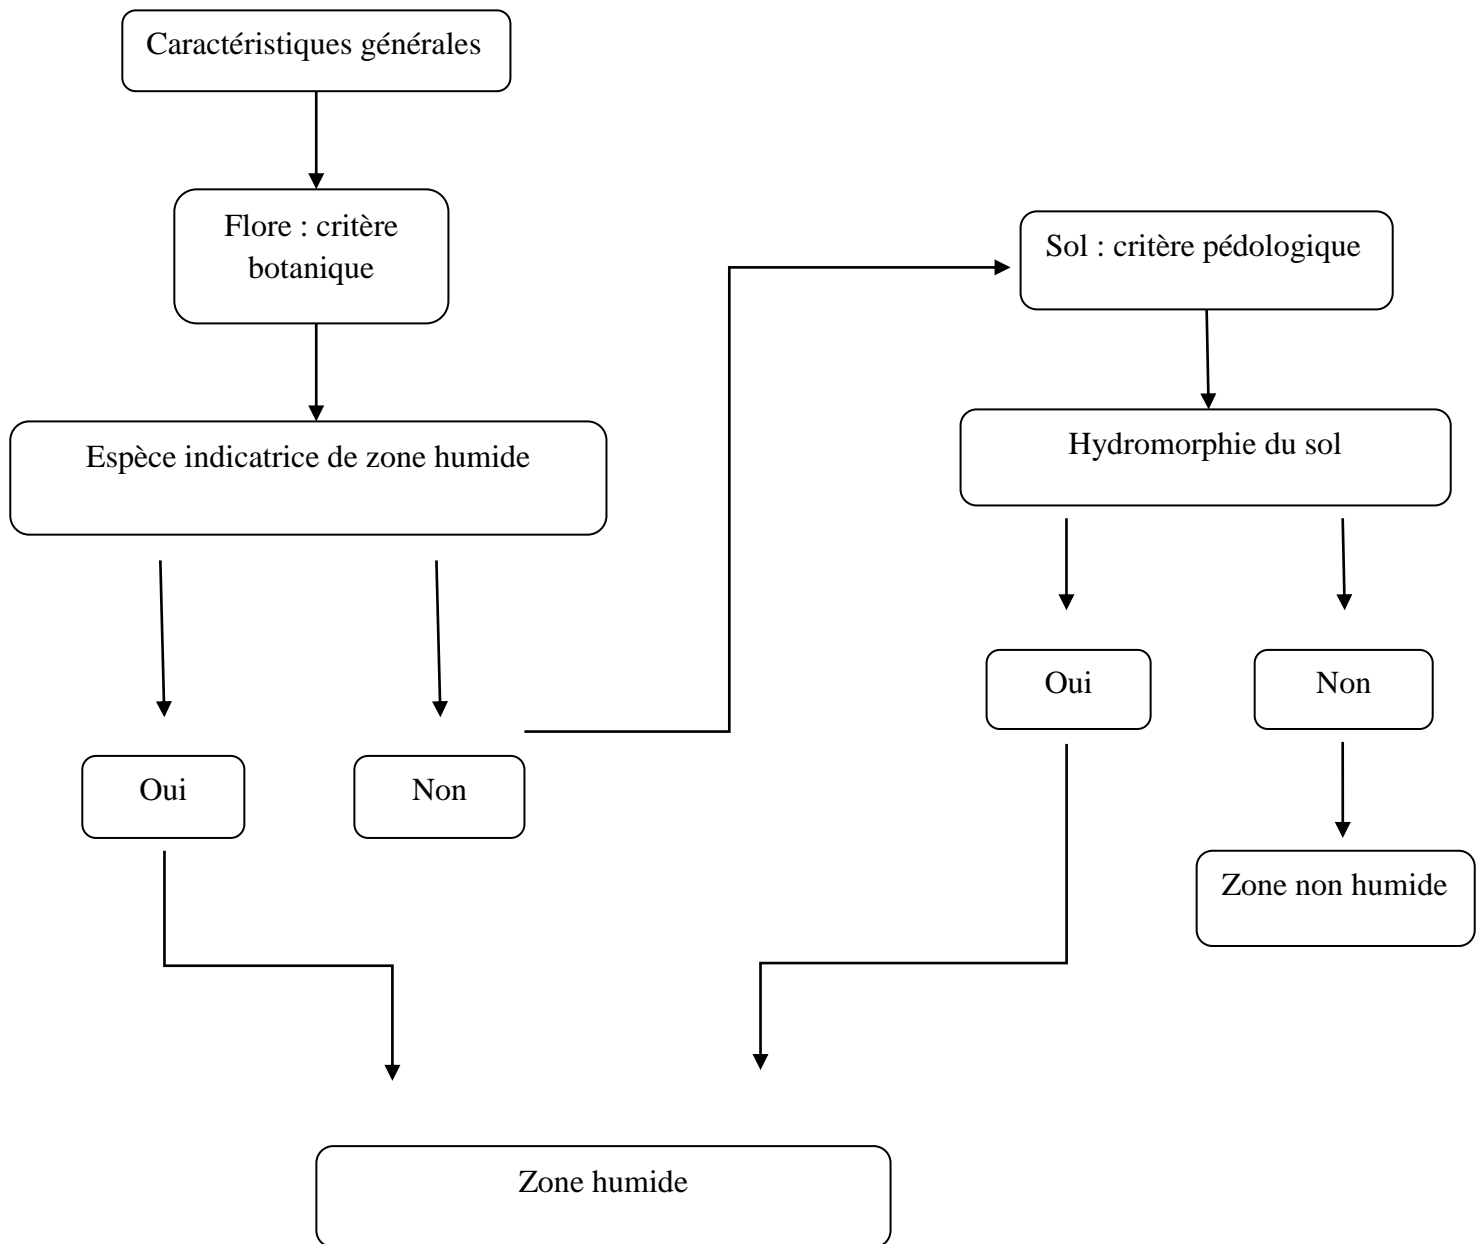 Caractéristiques générales
Flore : critère
botanique
Espèce indicatrice de zone humide
Oui
Non
Sol : critère pédologique
Hydromorphie du sol
Oui
Non
Zone non humide
Zone humide